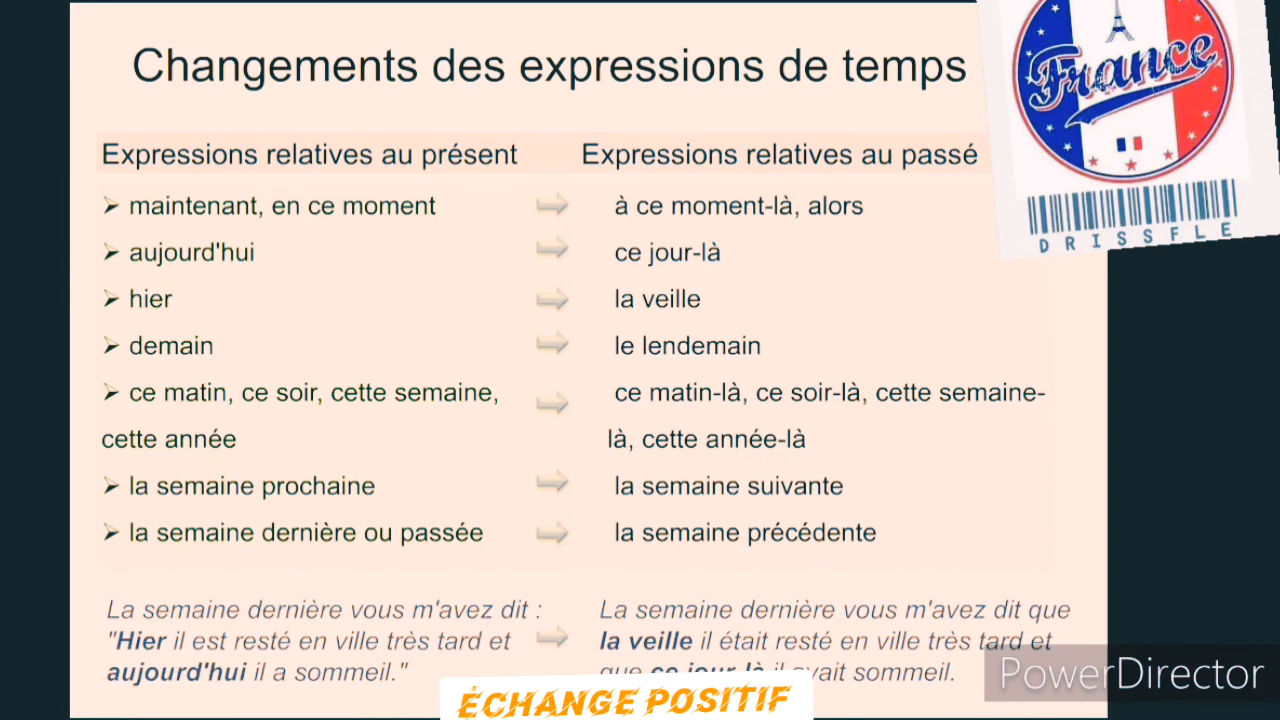 Changements des expressions de temps
France
DRISSFLE
Expressions relatives au présent Expressions relatives au passé
maintenant, en ce moment à ce moment-là, alors
aujourd'hui ce jour-là
hier la veille
demain le lendemain
ce matin, ce soir, cette semaine, ce matin-là, ce soir-là, cette semaine-
cette année là, cette année-là
la semaine prochaine la semaine suivante
la semaine dernière ou passée la semaine précédente
La semaine dernière vous m'avez dit : La semaine dernière vous m'avez dit que
"Hier il est resté en ville très tard et la veille il était resté en ville très tard et
aujourd'hui il a sommeil." que ce jour-là il avait sommeil.
PowerDirector
ÉCHANGE POSITIF